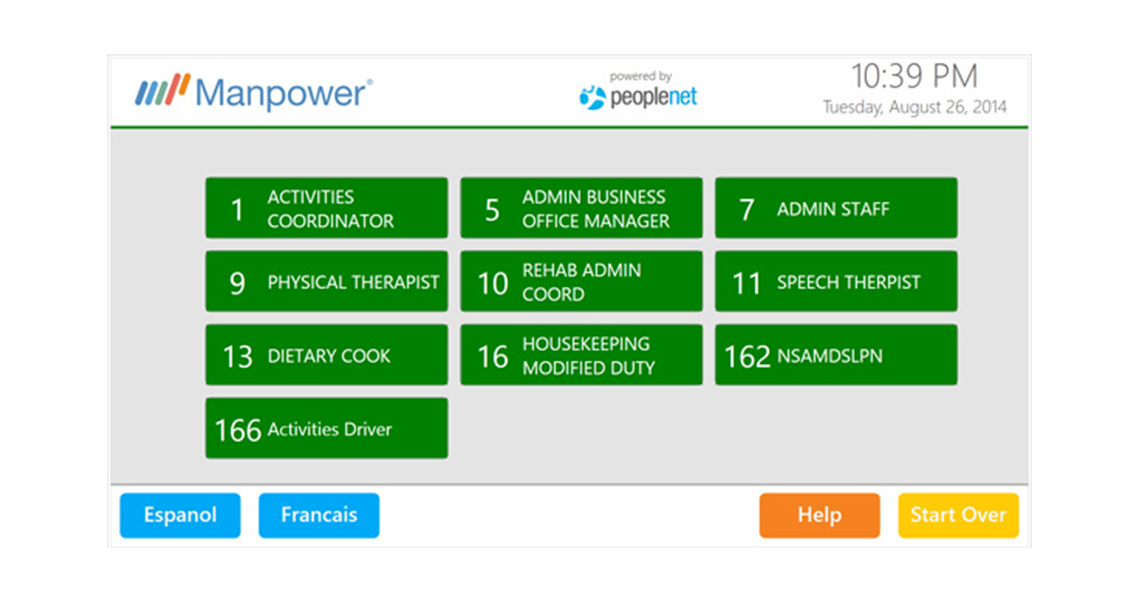 Manpower®
powered by
peoplenet
10:39 PM
Tuesday, August 26, 2014
1 ACTIVITIES
COORDINATOR
5 ADMIN BUSINESS
OFFICE MANAGER
7 ADMIN STAFF
9 PHYSICAL THERAPIST
10 REHAB ADMIN
COORD
11 SPEECH THERPIST
13 DIETARY COOK
16 HOUSEKEEPING
MODIFIED DUTY
162 NSAMDSLPN
166 Activities Driver
Espanol
Francais
Help
Start Over